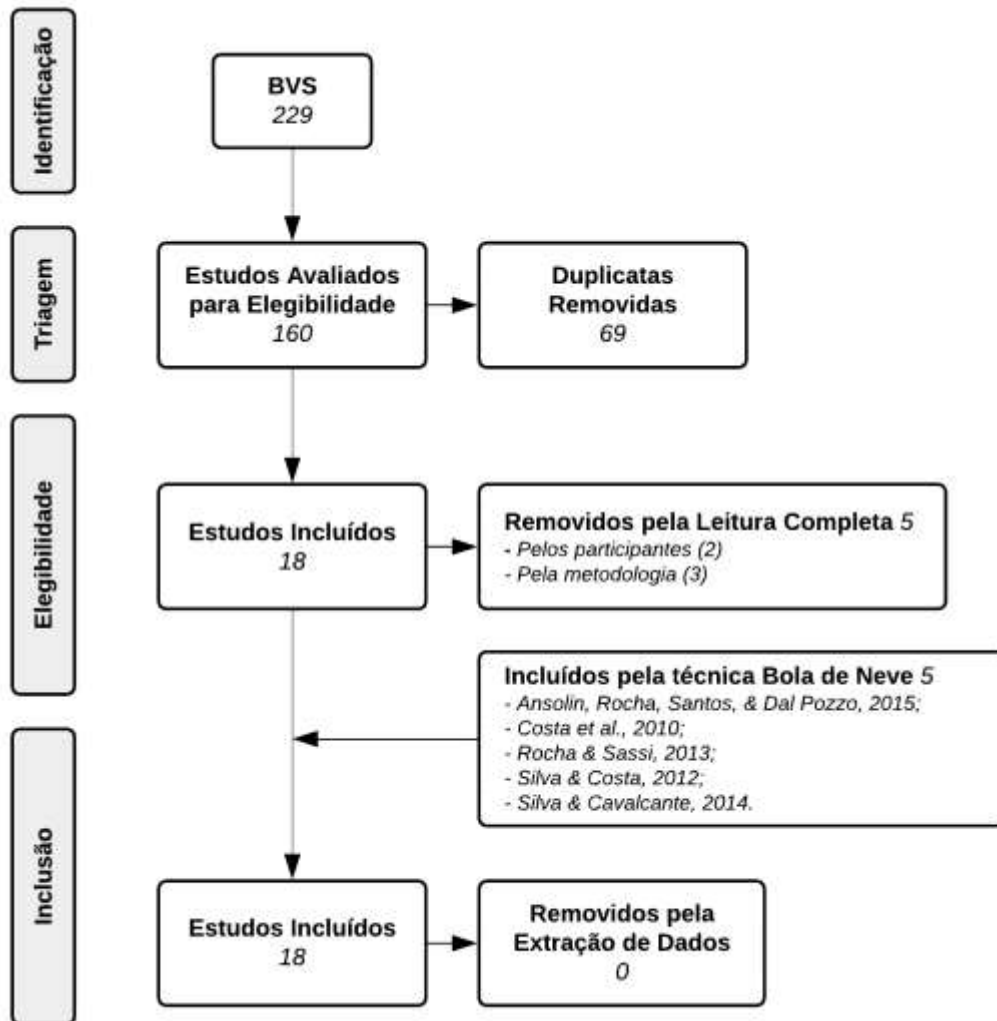 Identificação
BVS
229
Triagem
Estudos Avaliados
para Elegibilidade
160
Duplicatas
Removidas
69
Elegibilidade
Estudos Incluídos
18
Removidos pela Leitura Completa 5
- Pelos participantes (2)
- Pela metodologia (3)
Incluídos pela técnica Bola de Neve 5
- Ansolin, Rocha, Santos, & Dal Pozzo, 2015;
- Costa et al., 2010;
- Rocha & Sassi, 2013;
- Silva & Costa, 2012;
- Silva & Cavalcante, 2014.
Inclusão
Estudos Incluídos
18
Removidos pela
Extração de Dados
0